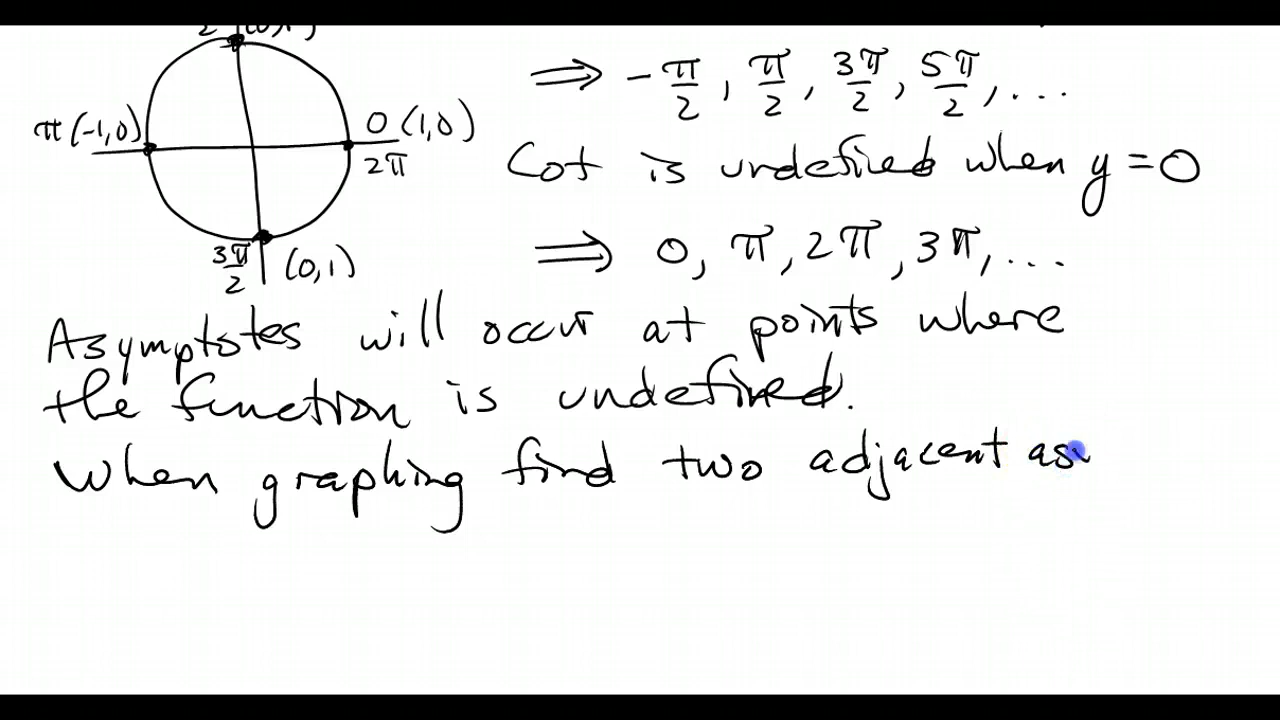 ⟹ -π/2, π/2, 3π/2, 5π/2, ...
π (-1,0)
0 (1,0)
2π
Cot is undefined when y = 0
3π/2 (0,1)
⟹ 0, π, 2π, 3π, ...
Asymptotes will occur at points where
the function is undefined.
When graphing find two adjacent as